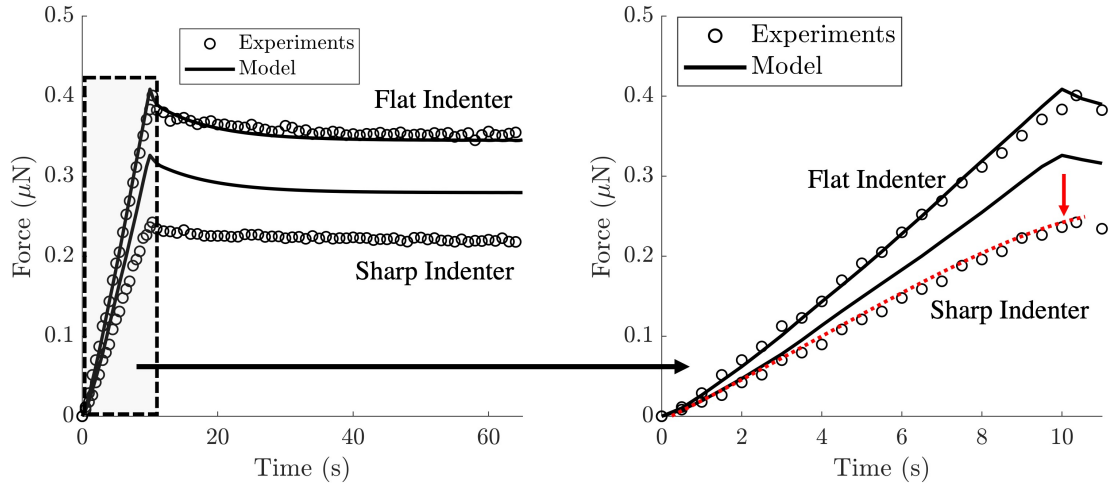 0.5
0.4
0.3
0.2
0.1
0
Force (μN)
Experiments
Model
Flat Indenter
Sharp Indenter
0
20
40
60
Time (s)
0.5
0.4
0.3
0.2
0.1
0
Force (μN)
Experiments
Model
Flat Indenter
Sharp Indenter
0
2
4
6
8
10
Time (s)